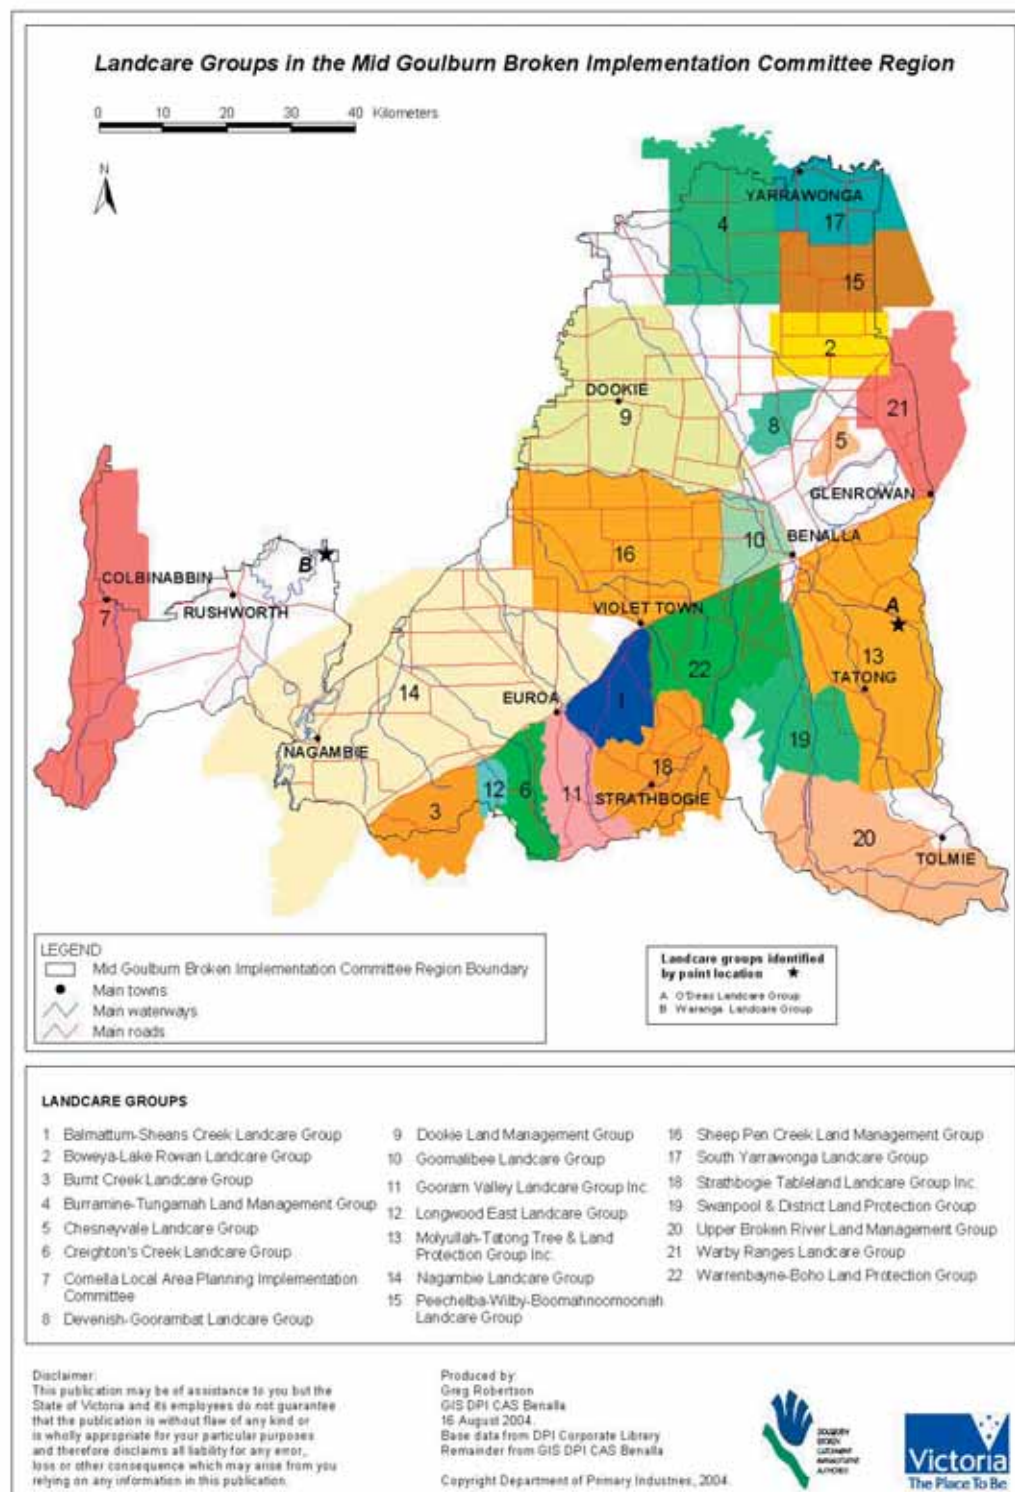 Landcare Groups in the Mid Goulburn Broken Implementation Committee Region
0 10 20 30 40 Kilometers
N
YARRAWONGA
4
17
15
2
DOOKIE
9
8
5
21
GLENROWAN
10
BENALLA
16
B
COLBINABBIN
7
RUSHWORTH
VIOLET TOWN
A
13
22
TATONG
14
EUROA
1
19
NAGAMBIE
18
12
6
11
STRATHBOGIE
3
20
TOLMIE
LEGEND
Mid Goulburn Broken Implementation Committee Region Boundary
Main towns
Main waterways
Main roads
Landcare groups identified
by point location
A O'Deas Landcare Group
B Waranga Landcare Group
LANDCARE GROUPS
1 Balmattum-Sheans Creek Landcare Group
2 Boweya-Lake Rowan Landcare Group
3 Burnt Creek Landcare Group
4 Burramine-Tungamah Land Management Group
5 Chesneyvale Landcare Group
6 Creighton's Creek Landcare Group
7 Cornella Local Area Planning Implementation
Committee
8 Devenish-Goorambat Landcare Group
9 Dookie Land Management Group
10 Goomalibee Landcare Group
11 Gooram Valley Landcare Group Inc.
12 Longwood East Landcare Group
13 Molyullah-Tatong Tree & Land
Protection Group Inc.
14 Nagambie Landcare Group
15 Peechelba-Wilby-Boomahnoomoonah
Landcare Group
16 Sheep Pen Creek Land Management Group
17 South Yarrawonga Landcare Group
18 Strathbogie Tableland Landcare Group Inc.
19 Swanpool & District Land Protection Group
20 Upper Broken River Land Management Group
21 Warby Ranges Landcare Group
22 Warrenbayne-Boho Land Protection Group
Disclaimer:
This publication may be of assistance to you but the
State of Victoria and its employees do not guarantee
that the publication is without flaw of any kind or
is wholly appropriate for your particular purposes
and therefore disclaims all liability for any error,
loss or other consequence which may arise from you
relying on any information in this publication.
Produced by:
Greg Robertson
GIS DPI CAS Benalla
16 August 2004.
Base data from DPI Corporate Library
Remainder from GIS DPI CAS Benalla
Copyright Department of Primary Industries, 2004.
GOULBURN
BROKEN
CATCHMENT
MANAGEMENT
AUTHORITY
Victoria
The Place To Be